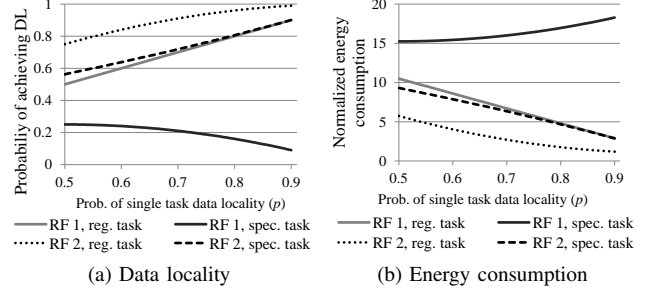 Probabiliy of achieving DL
1
0.8
0.6
0.4
0.2
0
0.5 0.6 0.7 0.8 0.9
Prob. of single task data locality (p)
RF 1, reg. task RF 1, spec. task
RF 2, reg. task RF 2, spec. task
(a) Data locality
Normalized energy
consumption
20
15
10
5
0
0.5 0.6 0.7 0.8 0.9
Prob. of single task data locality (p)
RF 1, reg. task RF 1, spec. task
RF 2, reg. task RF 2, spec. task
(b) Energy consumption